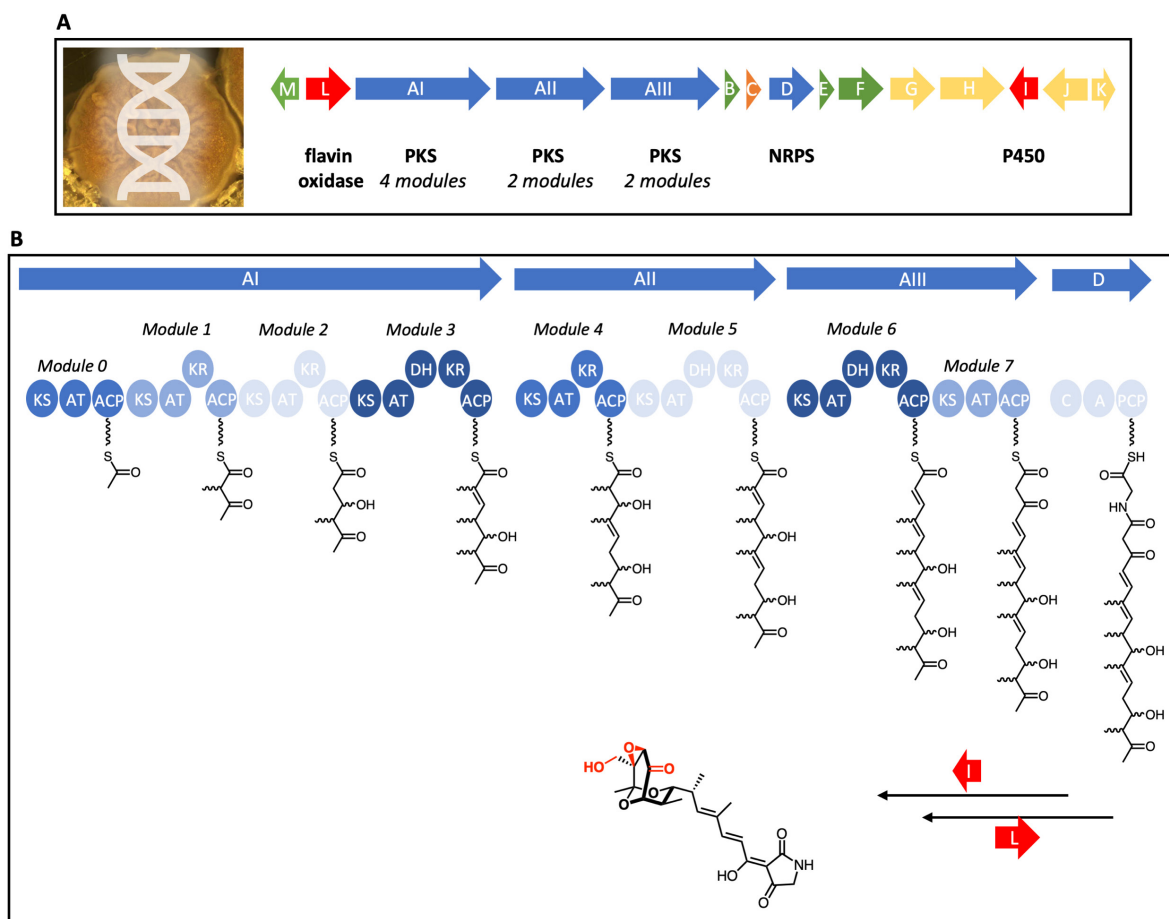 A
M L AI AII AIII B C D E F G H I J K
flavin oxidase
PKS
4 modules
PKS
2 modules
PKS
2 modules
NRPS
P450
B
AI AII AIII D
Module 0
Module 1
Module 2
Module 3
Module 4
Module 5
Module 6
Module 7
KS AT ACP
KS AT KR ACP
KS AT KR ACP
KS AT DH KR ACP
KS AT KR ACP
KS AT DH KR ACP
KS AT DH KR ACP
KS AT ACP
C A PCP
S O
O
S O
O
S O
OH
O
S O
OH
O
S O
OH
OH
O
S O
OH
OH
O
S O
OH
OH
O
S O
O
OH
OH
O
SH
O
HN
O
O
OH
OH
O
O
HO
O
O
O
O
NH
HO
O
I
L